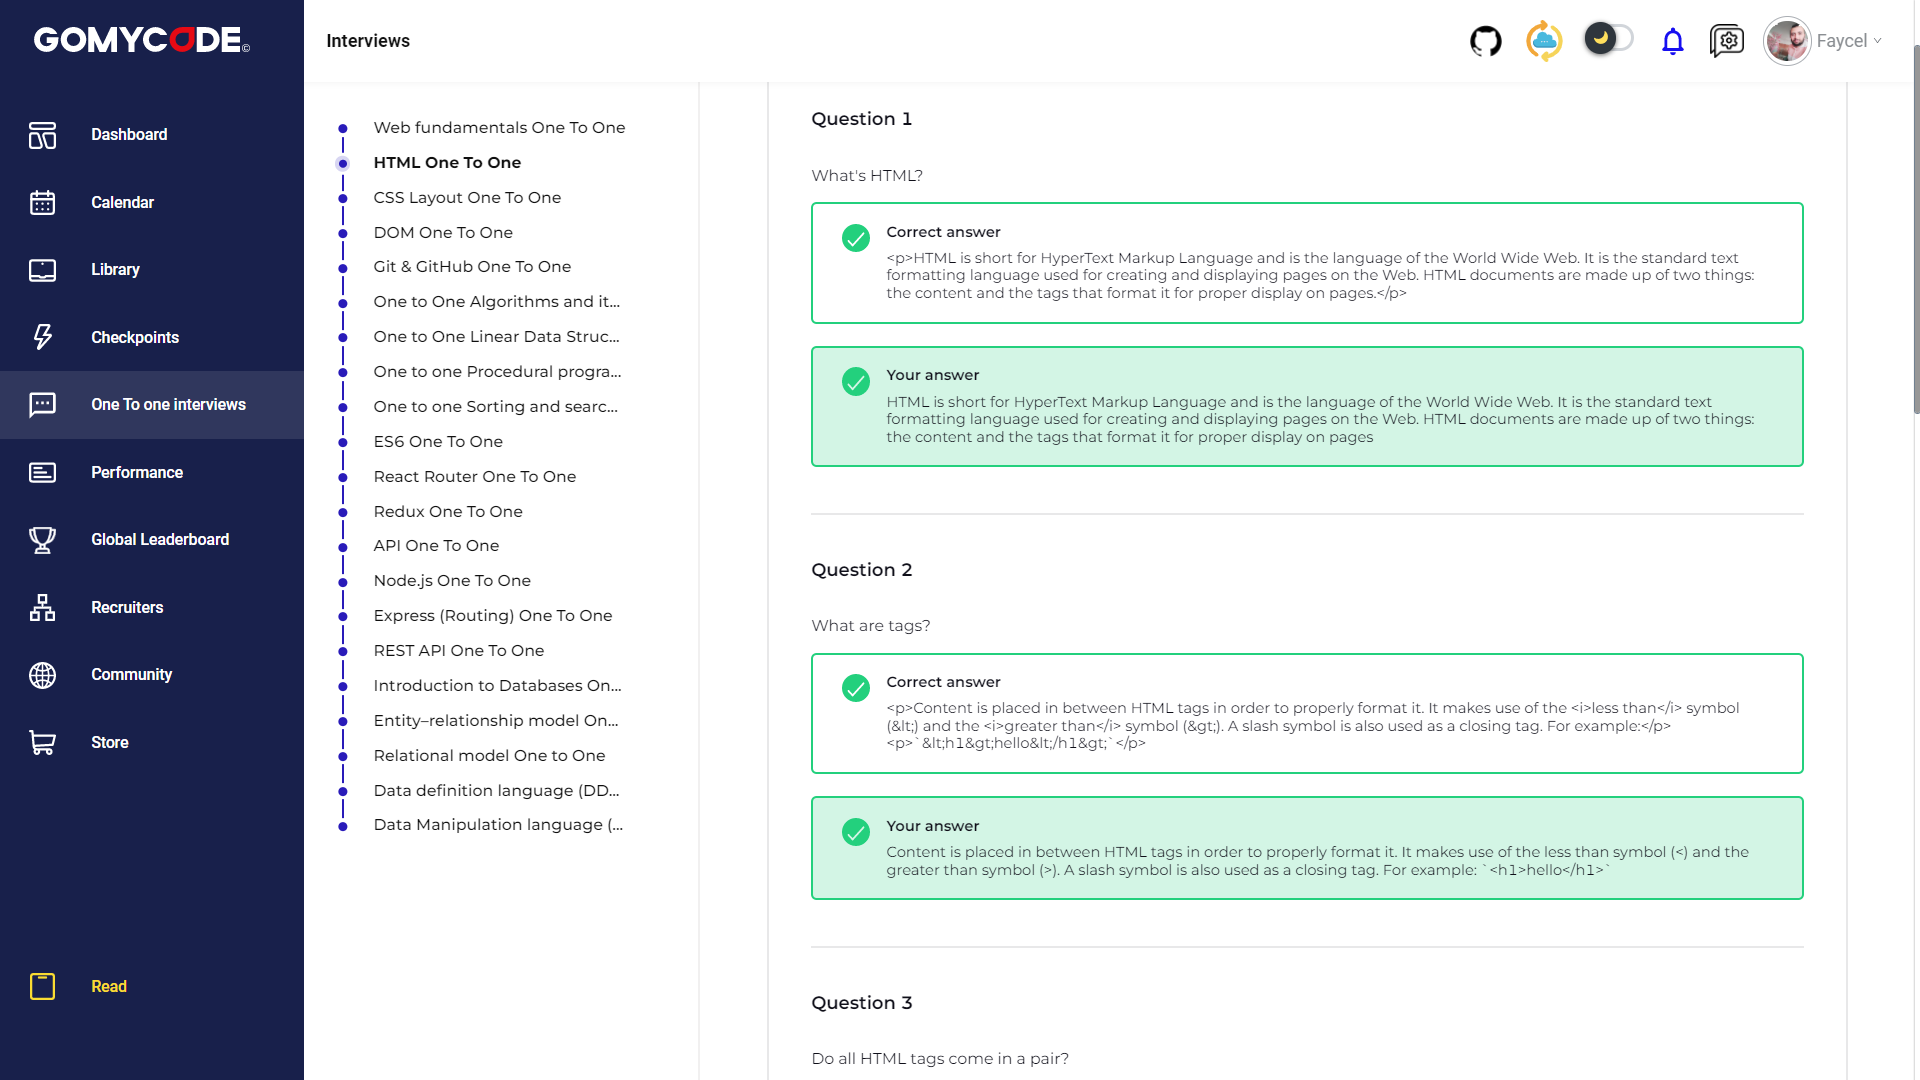 GOMYCODE©
Interviews
Faycel
Dashboard
Calendar
Library
Checkpoints
One To one interviews
Performance
Global Leaderboard
Recruiters
Community
Store
Read
Web fundamentals One To One
HTML One To One
CSS Layout One To One
DOM One To One
Git & GitHub One To One
One to One Algorithms and it...
One to One Linear Data Struc...
One to one Procedural progra...
One to one Sorting and searc...
ES6 One To One
React Router One To One
Redux One To One
API One To One
Node.js One To One
Express (Routing) One To One
REST API One To One
Introduction to Databases On...
Entity–relationship model On...
Relational model One to One
Data definition language (DD...
Data Manipulation language (...
Question 1
What's HTML?
Correct answer
<p>HTML is short for HyperText Markup Language and is the language of the World Wide Web. It is the standard text
formatting language used for creating and displaying pages on the Web. HTML documents are made up of two things:
the content and the tags that format it for proper display on pages.</p>
Your answer
HTML is short for HyperText Markup Language and is the language of the World Wide Web. It is the standard text
formatting language used for creating and displaying pages on the Web. HTML documents are made up of two things:
the content and the tags that format it for proper display on pages
Question 2
What are tags?
Correct answer
<p>Content is placed in between HTML tags in order to properly format it. It makes use of the <i>less than</i> symbol
(&lt;) and the <i>greater than</i> symbol (&gt;). A slash symbol is also used as a closing tag. For example:</p>
<p>`&lt;h1&gt;hello&lt;/h1&gt;`</p>
Your answer
Content is placed in between HTML tags in order to properly format it. It makes use of the less than symbol (<) and the
greater than symbol (>). A slash symbol is also used as a closing tag. For example: `<h1>hello</h1>`
Question 3
Do all HTML tags come in a pair?